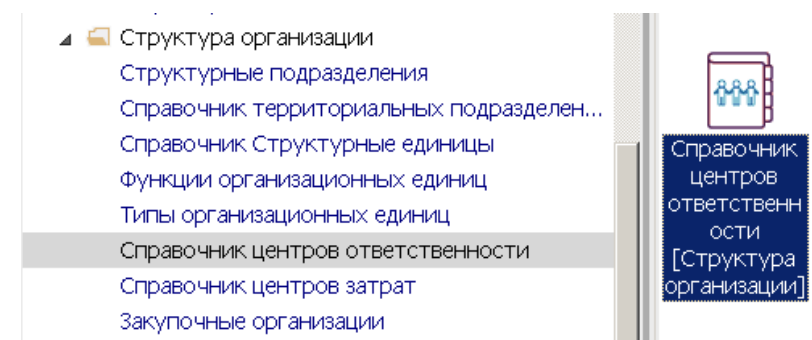 Структура организации
Структурные подразделения
Справочник территориальных подразделен...
Справочник Структурные единицы
Функции организационных единиц
Типы организационных единиц
Справочник центров ответственности
Справочник центров затрат
Закупочные организации
Справочник
центров
ответственн
ости
[Структура
организации]